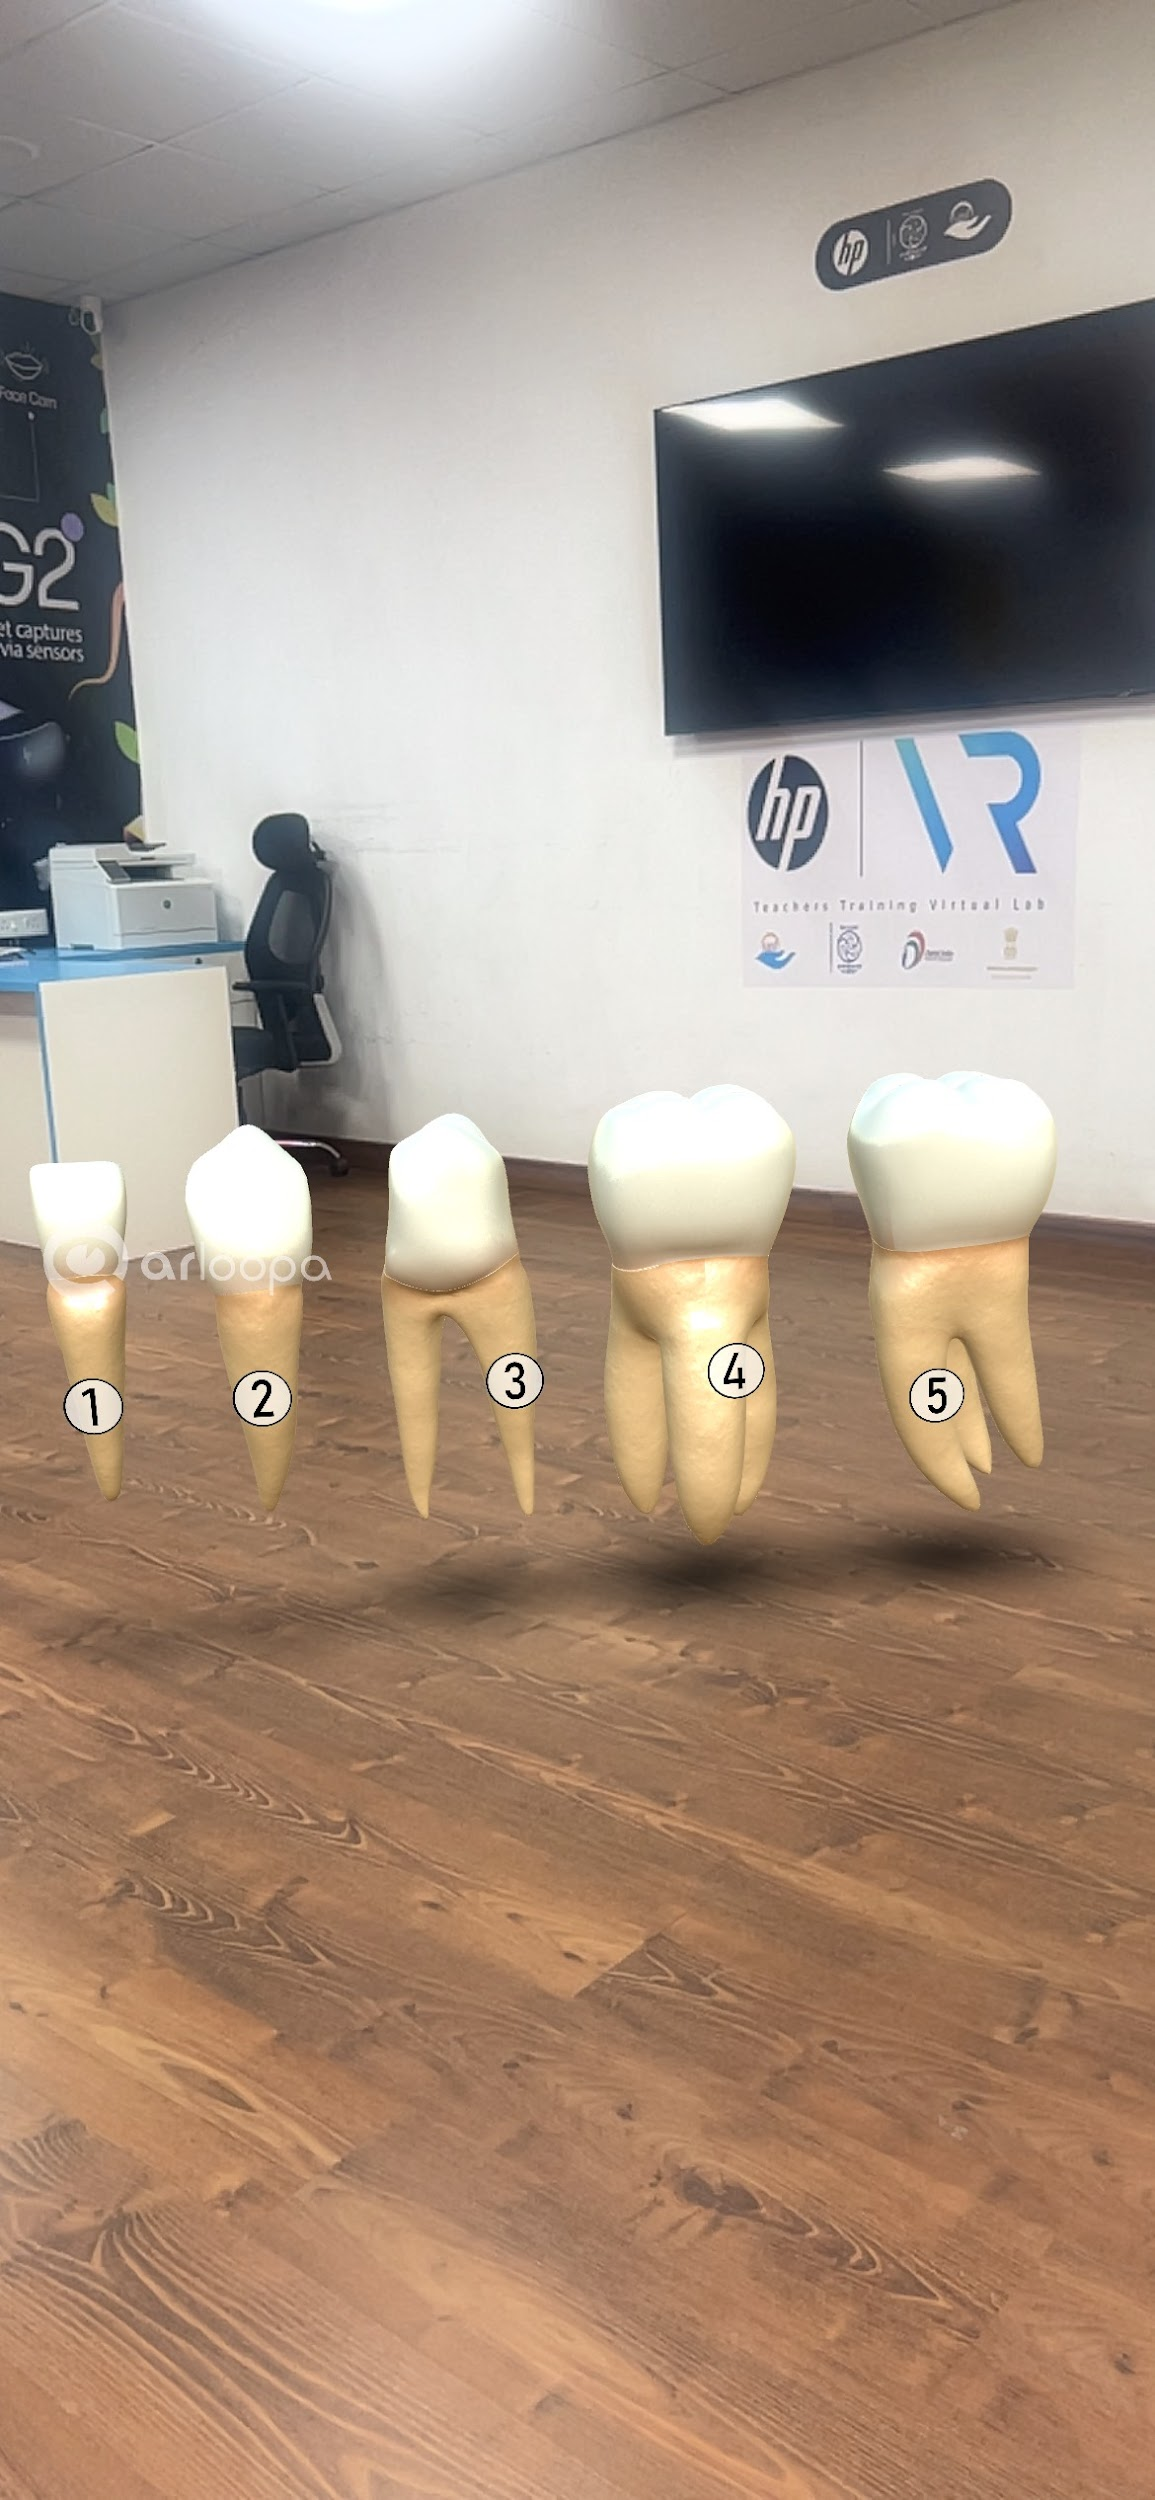 hp
Face Cam
G2
et captures
via sensors
hp VR
Teachers Training Virtual Lab
arloopa
1
2
3
4
5